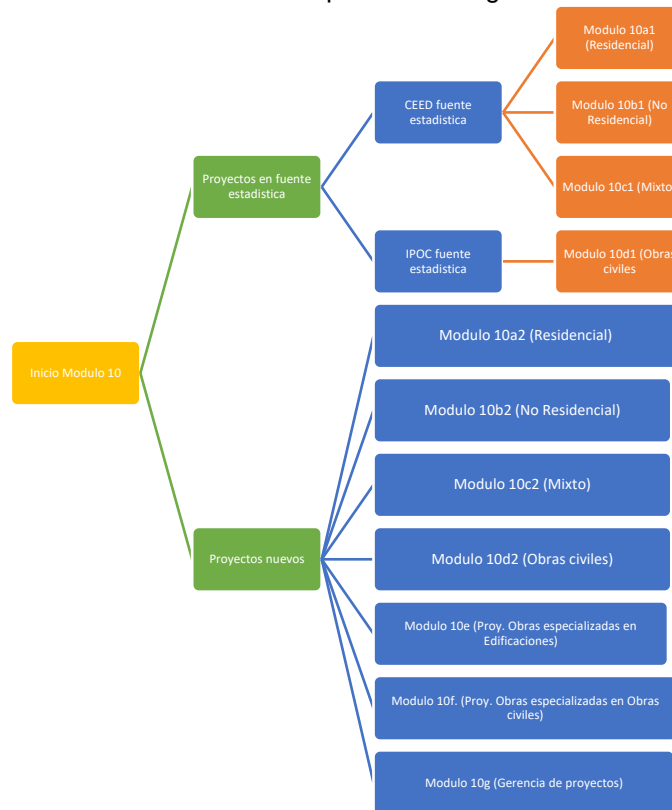 Modulo 10a1
(Residencial)
CEED fuente
estadistica
Modulo 10b1 (No
Residencial)
Proyectos en fuente
estadistica
Modulo 10c1 (Mixto
IPOC fuente
estadistica
Modulo 10d1 (Obras
civiles
Modulo 10a2 (Residencial)
Inicio Modulo 10
Modulo 10b2 (No Residencial)
Modulo 10c2 (Mixto)
Proyectos nuevos
Modulo 10d2 (Obras civiles)
Modulo 10e (Proy. Obras especializadas en
Edificaciones)
Modulo 10f. (Proy. Obras especializadas en Obras
civiles)
Modulo 10g (Gerencia de proyectos)